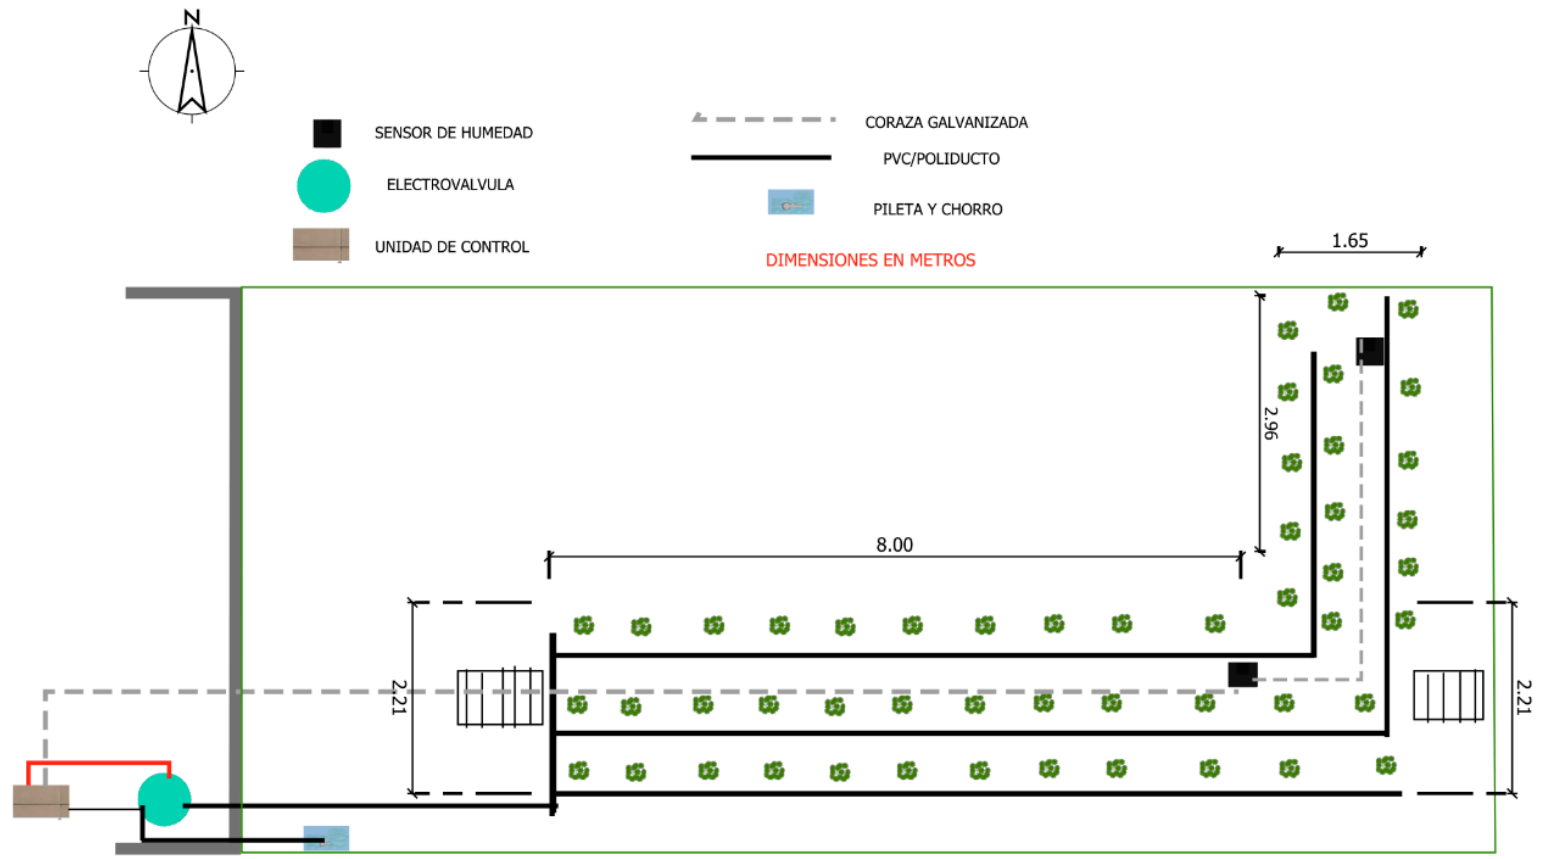 N
SENSOR DE HUMEDAD
ELECTROVALVULA
UNIDAD DE CONTROL
CORAZA GALVANIZADA
PVC/POLIDUCTO
PILETA Y CHORRO
DIMENSIONES EN METROS
1.65
2.96
8.00
2.21
2.21